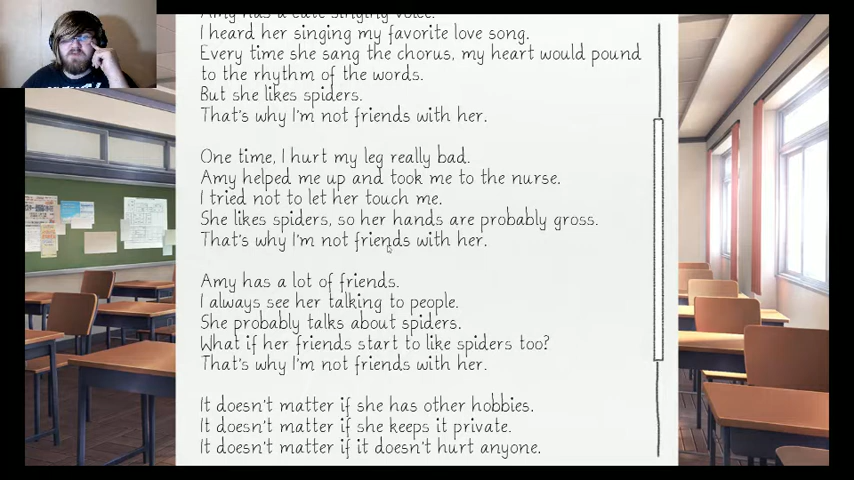 Amy has a cute singing voice.
I heard her singing my favorite love song.
Every time she sang the chorus, my heart would pound
to the rhythm of the words.
But she likes spiders.
That's why I'm not friends with her.
One time, I hurt my leg really bad.
Amy helped me up and took me to the nurse.
I tried not to let her touch me.
She likes spiders, so her hands are probably gross.
That's why I'm not friends with her.
Amy has a lot of friends.
I always see her talking to people.
She probably talks about spiders.
What if her friends start to like spiders too?
That's why I'm not friends with her.
It doesn't matter if she has other hobbies.
It doesn't matter if she keeps it private.
It doesn't matter if it doesn't hurt anyone.